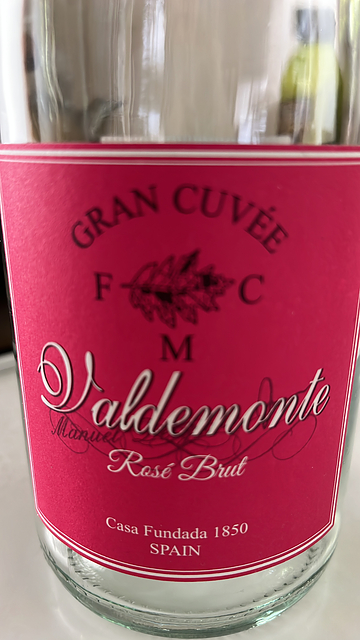 GRAN CUVÉE
F C
M
Valdemonte
Manuel
Rosé Brut
Casa Fundada 1850
SPAIN